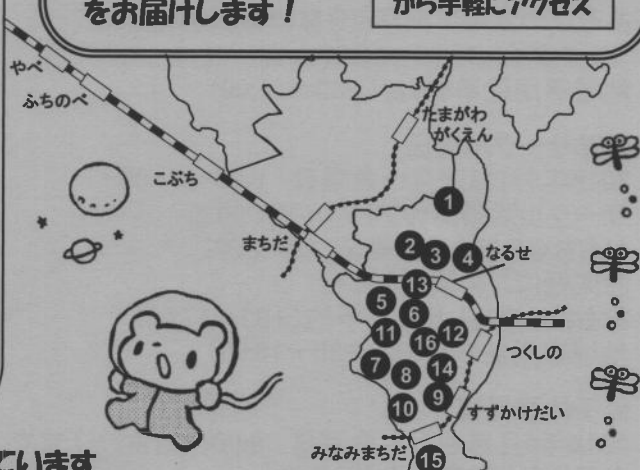 をお届けします！
から手軽にアクセス
やべ
ふちのべ
こぶち
まちだ
たまがわ
がくえん
なるせ
つくしの
すずかけだい
みなみまちだ
1
2
3
4
13
5
6
11
16
12
7
8
14
10
9
15
ています